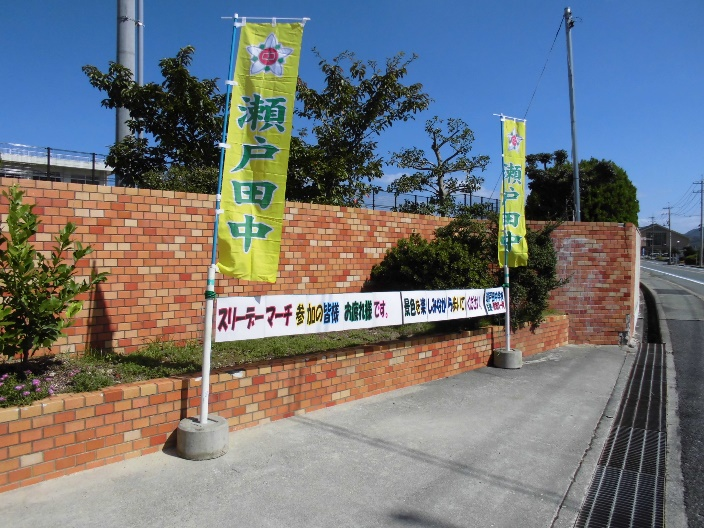 中
瀬戸田中
スリーデーマーチ 参加の皆様 お疲れ様です。
景色を楽しみながら歩いてください
瀬戸田中